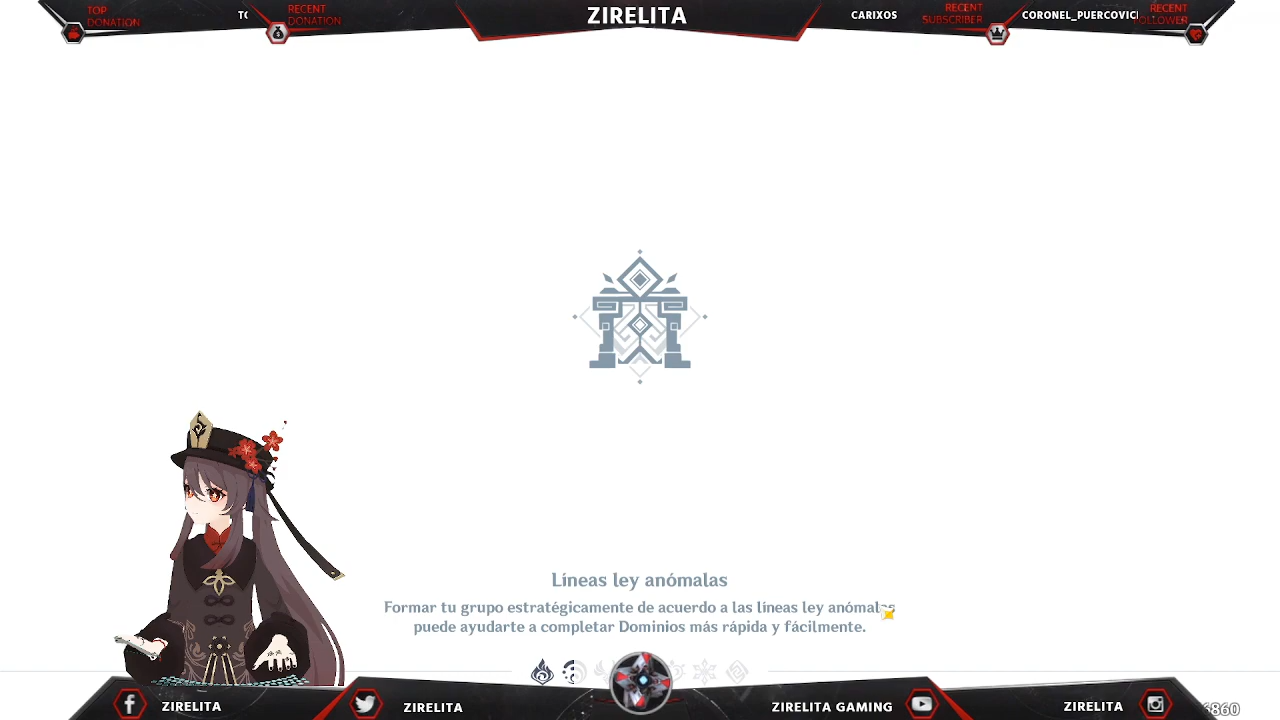 TOP
DONATION
RECENT
DONATION
ZIRELITA
CARIXOS
RECENT
SUBSCRIBER
CORONEL_PUERCOVICI
RECENT
FOLLOWER
Líneas ley anómalas
Formar tu grupo estratégicamente de acuerdo a las líneas ley anómalas
puede ayudarte a completar Dominios más rápida y fácilmente.
ZIRELITA
ZIRELITA
ZIRELITA GAMING
ZIRELITA